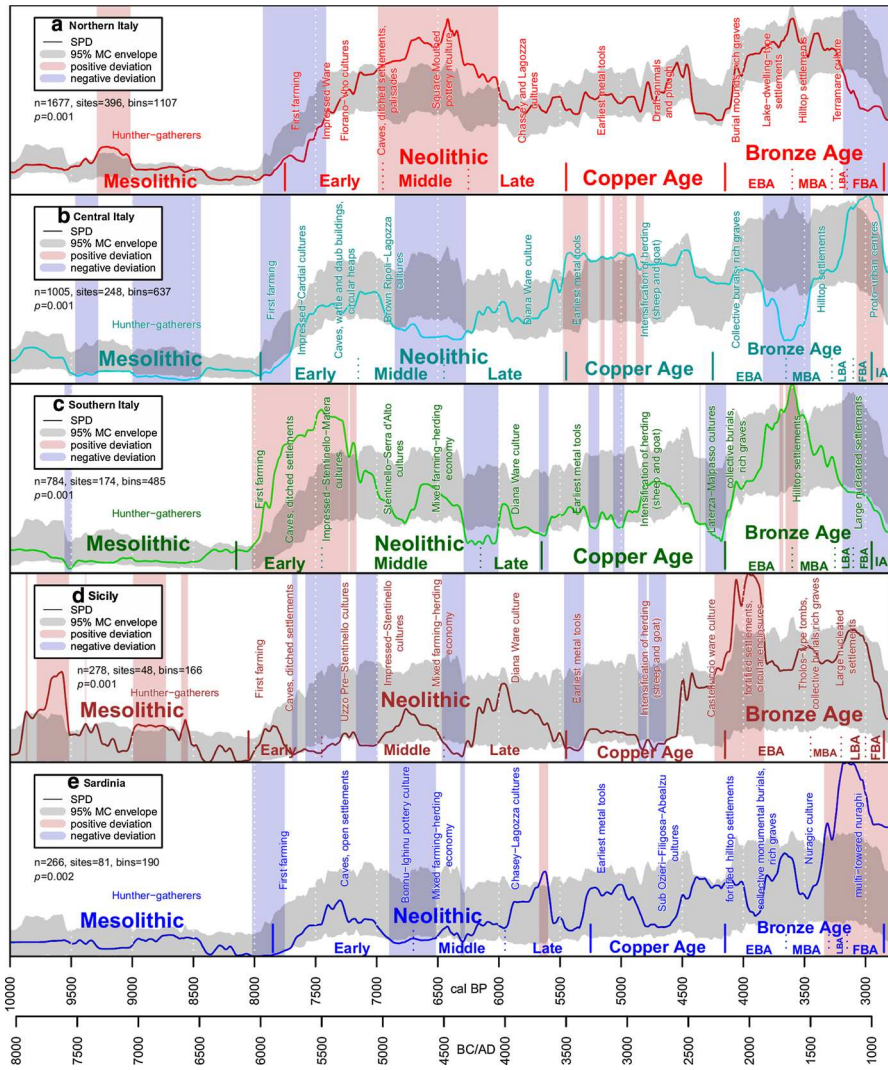 a Northern Italy
SPD
95% MC envelope
positive deviation
negative deviation
n=1677, sites=396, bins=1107
p=0.001
Hunter-gatherers
First farming
Impressed Ware
Fiorano-Vho cultures
Caves, ditched settlements,
palisades
Square-Mouthed
pottery riculture
Chassey and Lagozza
cultures
Earliest metal tools
Draft animals
and plough
Burial mounds, rich graves
Lake-dwelling-type
settlements
Hilltop settlements
Terramare culture
Mesolithic
Neolithic
Early
Middle
Late
Copper Age
Bronze Age
EBA
MBA
LBA
FBA
b Central Italy
SPD
95% MC envelope
positive deviation
negative deviation
n=1005, sites=248, bins=637
p=0.001
Hunter-gatherers
First farming
Impressed-Cardial cultures
Caves, wattle and daub buildings,
circular heaps
Brown Ripoli-Lagozza
cultures
Diana Ware culture
Earliest metal tools
Intensification of herding
(sheep and goat)
Collective burials, rich graves
Hilltop settlements
Proto-urban centres
Mesolithic
Neolithic
Early
Middle
Late
Copper Age
Bronze Age
EBA
MBA
LBA
FBA
IA
c Southern Italy
SPD
95% MC envelope
positive deviation
negative deviation
n=784, sites=174, bins=485
p=0.001
Hunter-gatherers
First farming
Caves, ditched settlements
Impressed-Stentinello-Matera
cultures
Stentinello-Serra d'Alto
cultures
Mixed farming-herding
economy
Diana Ware culture
Earliest metal tools
Intensification of herding
(sheep and goat)
Laterza-Malpasso cultures
collective burials,
rich graves
Hilltop settlements
Large nucleated settlements
Mesolithic
Neolithic
Early
Middle
Late
Copper Age
Bronze Age
EBA
MBA
LBA
FBA
IA
d Sicily
SPD
95% MC envelope
positive deviation
negative deviation
n=278, sites=48, bins=166
p=0.001
Hunter-gatherers
First farming
Caves, ditched settlements
Uzzo Pre-Stentinello cultures
Impressed-Stentinello
cultures
Mixed farming-herding
economy
Diana Ware culture
Earliest metal tools
Intensification of herding
(sheep and goat)
Castelluccio ware culture
fortified settlements,
circular enclosures
Tholos-type tombs,
collective burials, rich graves
Large nucleated
settlements
Mesolithic
Neolithic
Early
Middle
Late
Copper Age
Bronze Age
EBA
MBA
LBA
FBA
e Sardinia
SPD
95% MC envelope
positive deviation
negative deviation
n=266, sites=81, bins=190
p=0.002
Hunter-gatherers
First farming
Caves, open settlements
Bonnu-Ighinu pottery culture
Mixed farming-herding
economy
Chasey-Lagozza cultures
Earliest metal tools
Sub Ozieri-Filigosa-Abealzu
cultures
fortified hilltop settlements
collective monumental burials,
rich graves
Nuragic culture
multi-towered nuraghi
Mesolithic
Neolithic
Early
Middle
Late
Copper Age
Bronze Age
EBA
MBA
LBA
FBA
10000 9500 9000 8500 8000 7500 7000 6500 6000 5500 5000 4500 4000 3500 3000
cal BP
8000 7500 7000 6500 6000 5500 5000 4500 4000 3500 3000 2500 2000 1500 1000
BC/AD